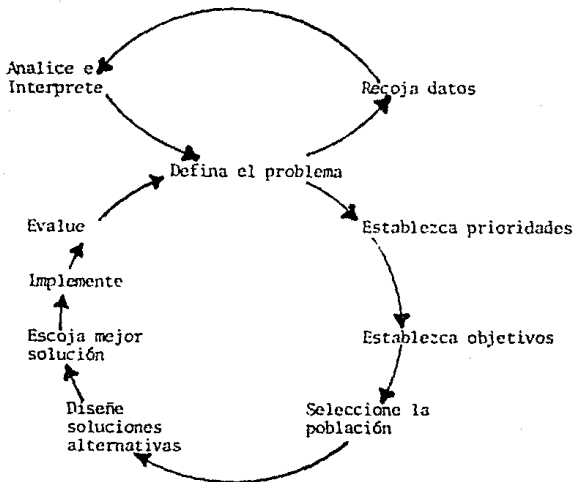 Analice e
Interprete
Recoja datos
Defina el problema
Evalue
Establezca prioridades
Implemente
Escoja mejor
solución
Establezca objetivos
Diseñe
soluciones
alternativas
Seleccione la
población